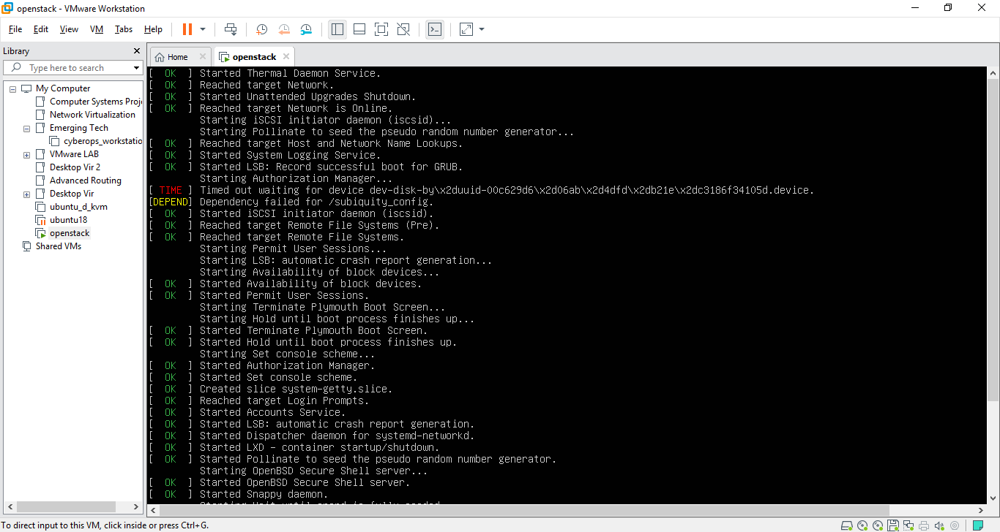 openstack - VMware Workstation
File Edit View VM Tabs Help
Library
Type here to search
My Computer
Computer Systems Proj
Network Virtualization
Emerging Tech
cyberops_workstatio
VMware LAB
Desktop Vir 2
Advanced Routing
Desktop Vir
ubuntu_d_kvm
ubuntu18
openstack
Shared VMs
Home openstack
[ OK ] Started Thermal Daemon Service.
[ OK ] Reached target Network.
[ OK ] Started Unattended Upgrades Shutdown.
[ OK ] Reached target Network is Online.
Starting iSCSI initiator daemon (iscsid)...
Starting Pollinate to seed the pseudo random number generator...
[ OK ] Reached target Host and Network Name Lookups.
[ OK ] Started System Logging Service.
[ OK ] Started LSB: Record successful boot for GRUB.
Starting Authorization Manager...
[ TIME ] Timed out waiting for device dev-disk-by\x2duuid-00c629d6\x2d06ab\x2d4dfd\x2db21e\x2dc3186f34105d.device.
[DEPEND] Dependency failed for /subiquity_config.
[ OK ] Started iSCSI initiator daemon (iscsid).
[ OK ] Reached target Remote File Systems (Pre).
[ OK ] Reached target Remote File Systems.
Starting Permit User Sessions...
Starting LSB: automatic crash report generation...
Starting Availability of block devices...
[ OK ] Started Availability of block devices.
[ OK ] Started Permit User Sessions.
Starting Terminate Plymouth Boot Screen...
Starting Hold until boot process finishes up...
[ OK ] Started Terminate Plymouth Boot Screen.
[ OK ] Started Hold until boot process finishes up.
Starting Set console scheme...
[ OK ] Started Authorization Manager.
[ OK ] Started Set console scheme.
[ OK ] Created slice system-getty.slice.
[ OK ] Reached target Login Prompts.
[ OK ] Started Accounts Service.
[ OK ] Started LSB: automatic crash report generation.
[ OK ] Started Dispatcher daemon for systemd-networkd.
[ OK ] Started LXD - container startup/shutdown.
[ OK ] Started Pollinate to seed the pseudo random number generator.
Starting OpenBSD Secure Shell server...
[ OK ] Started OpenBSD Secure Shell server.
[ OK ] Started Snappy daemon.
To direct input to this VM, click inside or press Ctrl+G.